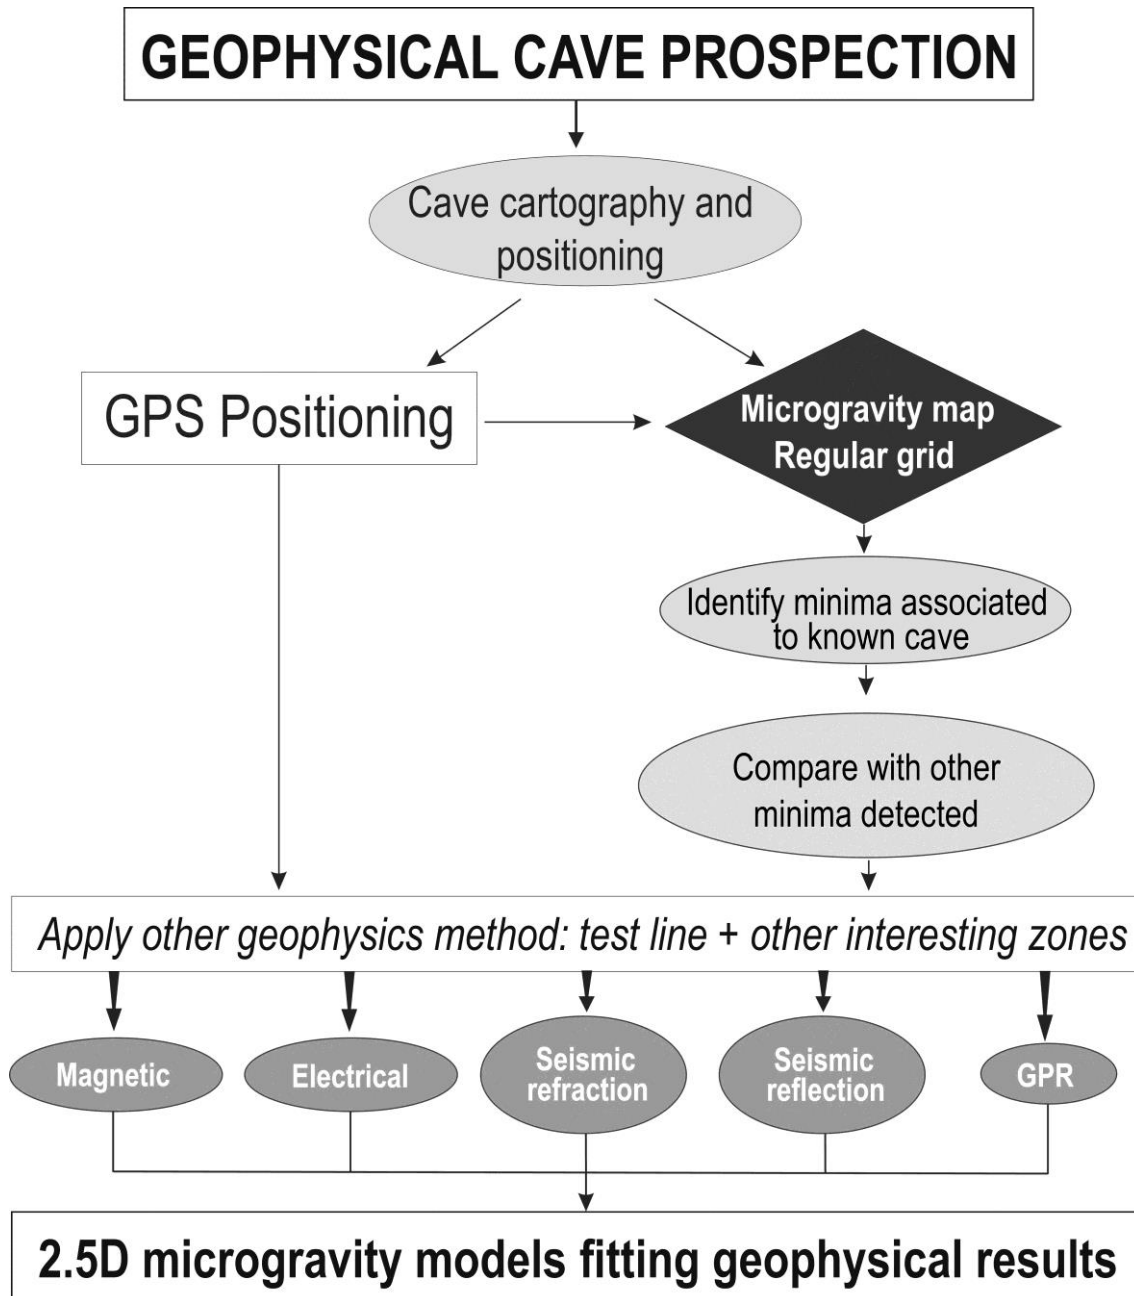 GEOPHYSICAL CAVE PROSPECTION
Cave cartography and
positioning
GPS Positioning
Microgravity map
Regular grid
Identify minima associated
to known cave
Compare with other
minima detected
Apply other geophysics method: test line + other interesting zones
Magnetic
Electrical
Seismic
refraction
Seismic
reflection
GPR
2.5D microgravity models fitting geophysical results